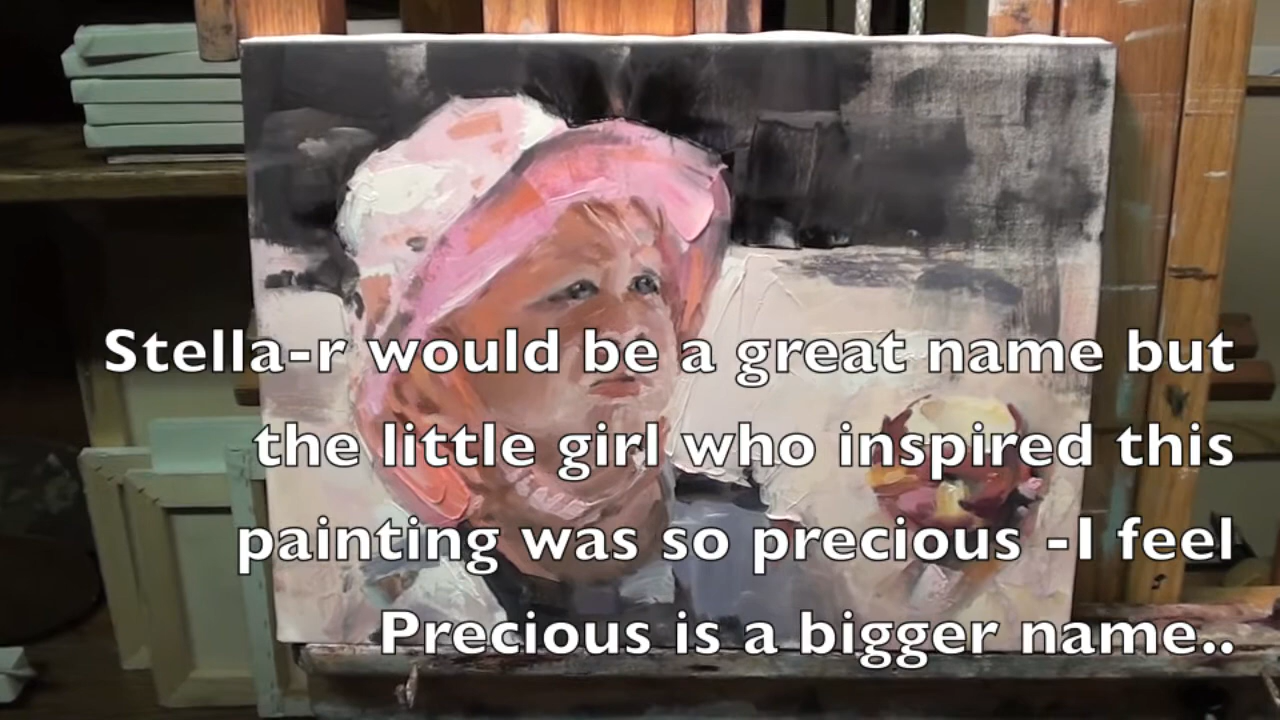 Stella-r would be a great name but
the little girl who inspired this
painting was so precious -I feel
Precious is a bigger name..